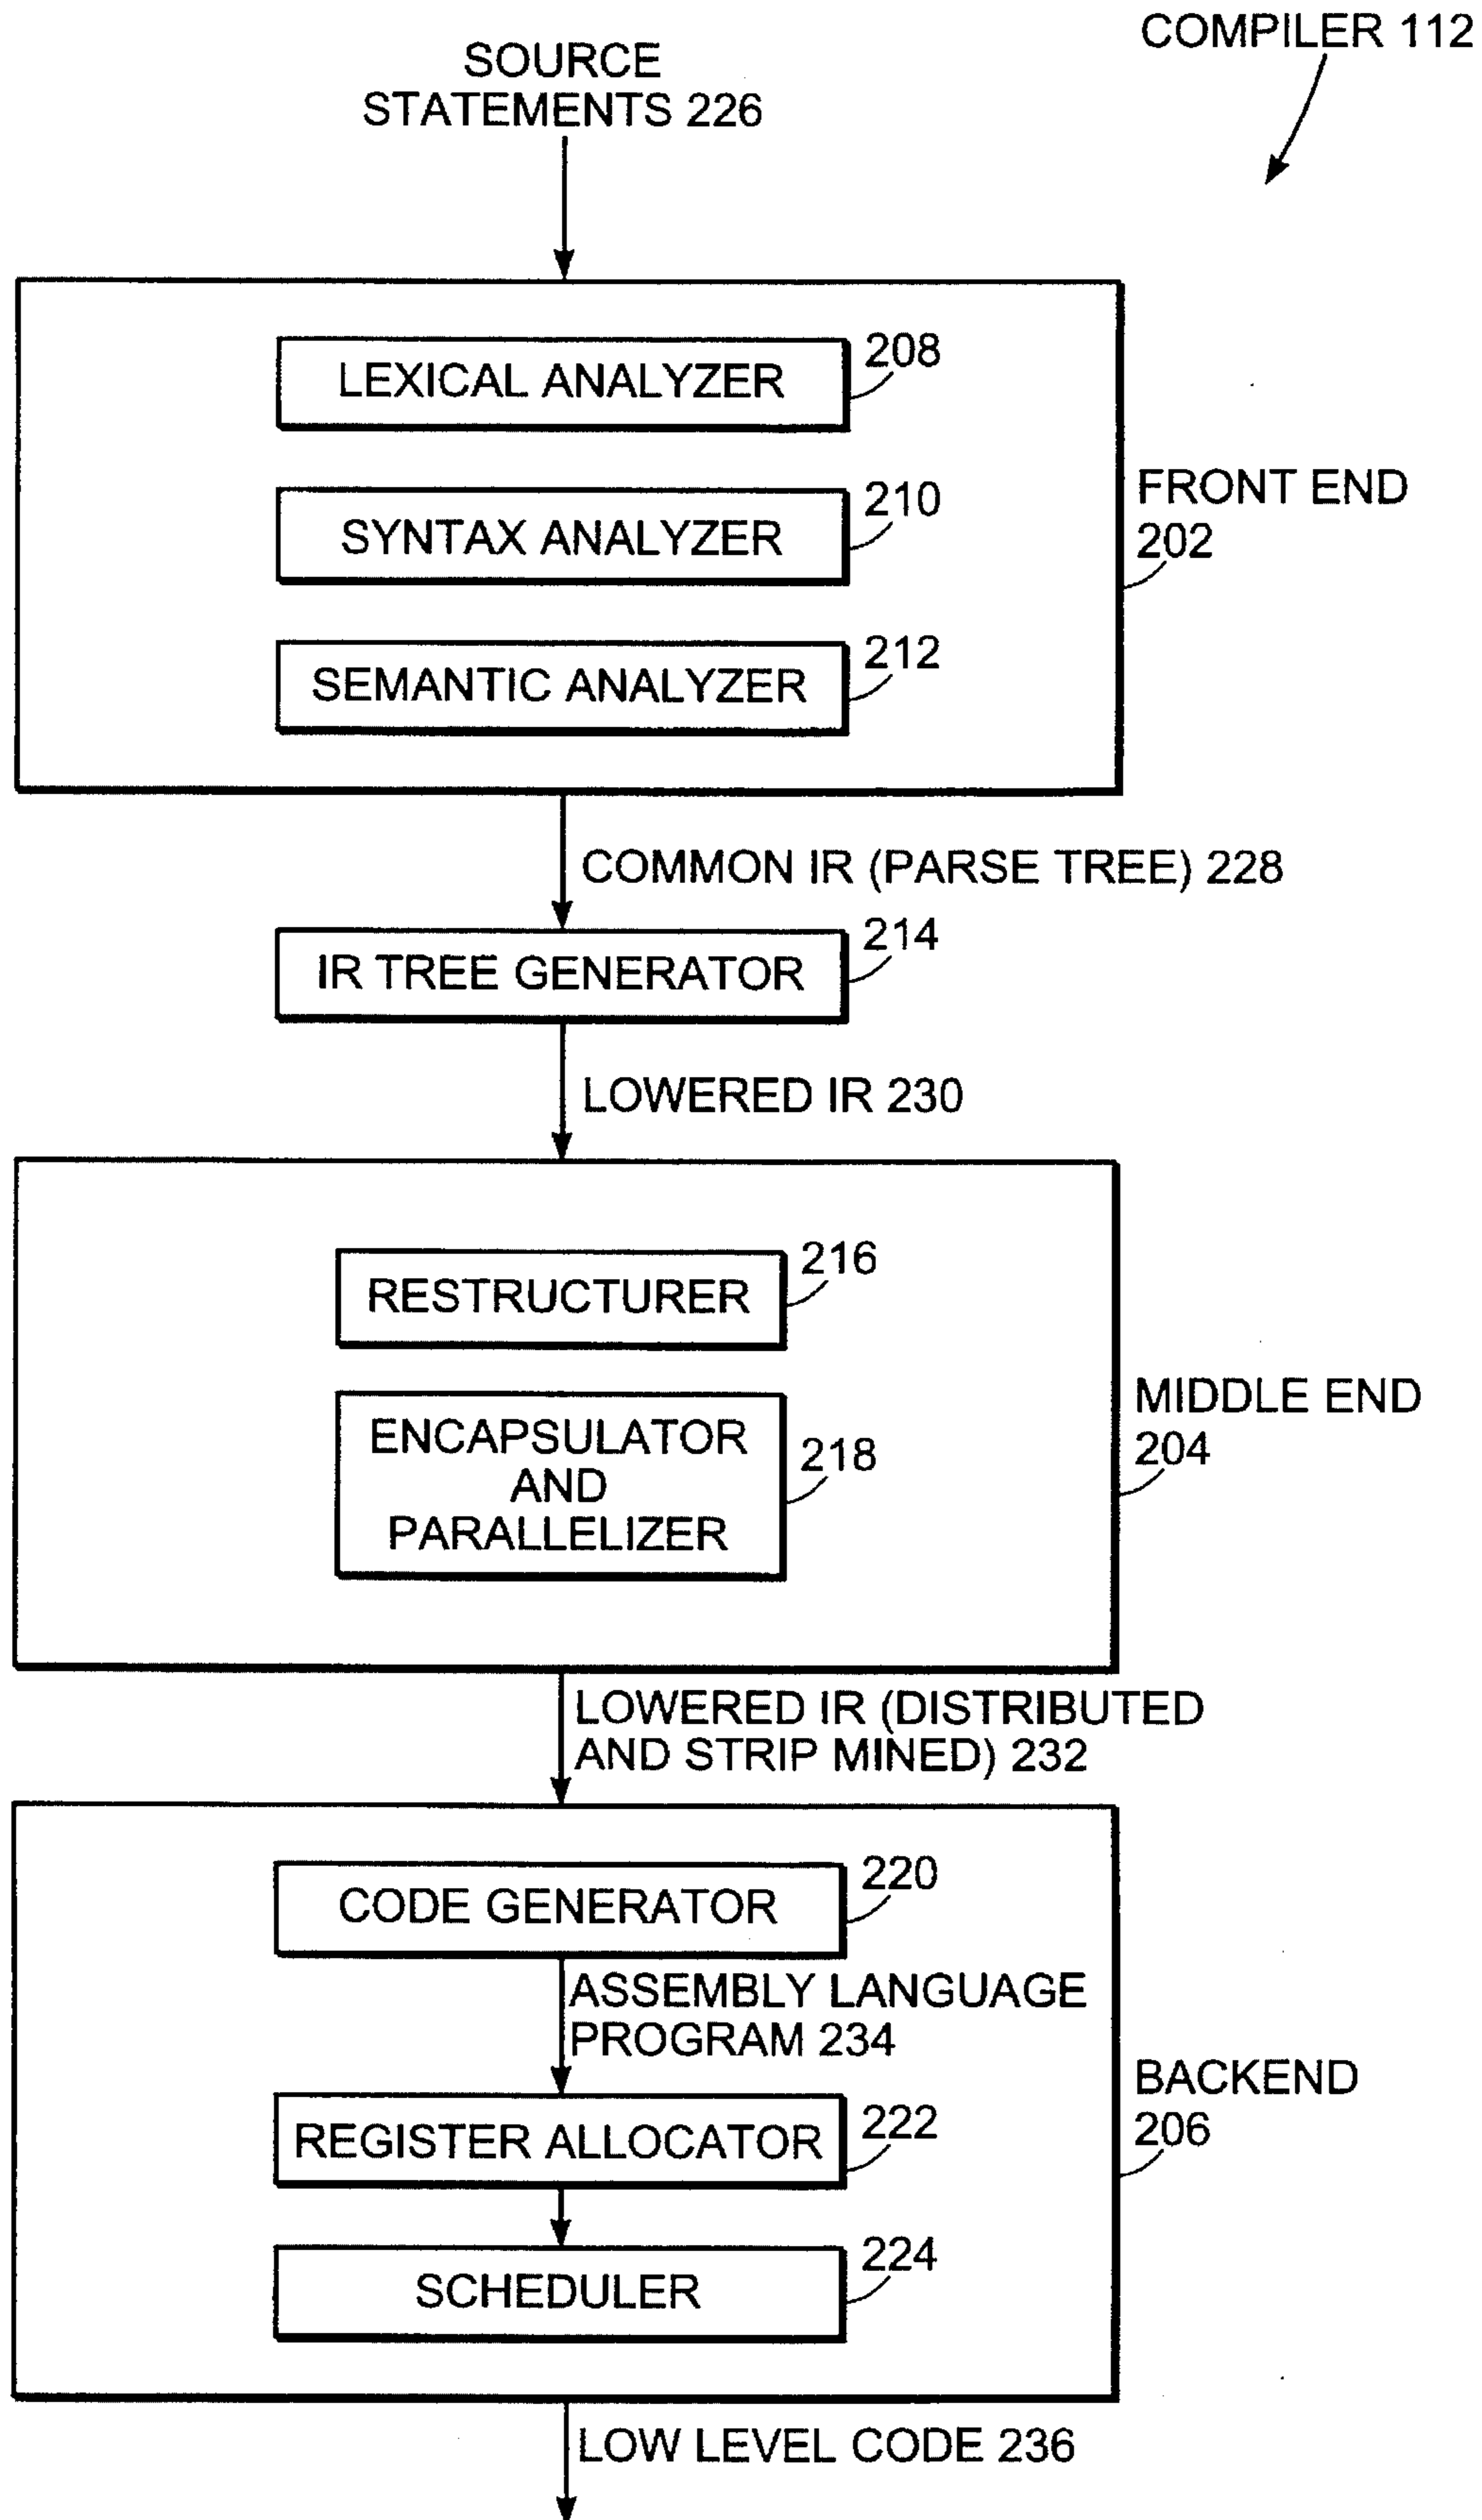 COMPILER 112
SOURCE
STATEMENTS 226
LEXICAL ANALYZER
208
SYNTAX ANALYZER
210
SEMANTIC ANALYZER
212
FRONT END
202
COMMON IR (PARSE TREE) 228
IR TREE GENERATOR
214
LOWERED IR 230
RESTRUCTURER
216
ENCAPSULATOR
AND
PARALLELIZER
218
MIDDLE END
204
LOWERED IR (DISTRIBUTED
AND STRIP MINED) 232
CODE GENERATOR
220
ASSEMBLY LANGUAGE
PROGRAM 234
REGISTER ALLOCATOR
222
SCHEDULER
224
BACKEND
206
LOW LEVEL CODE 236